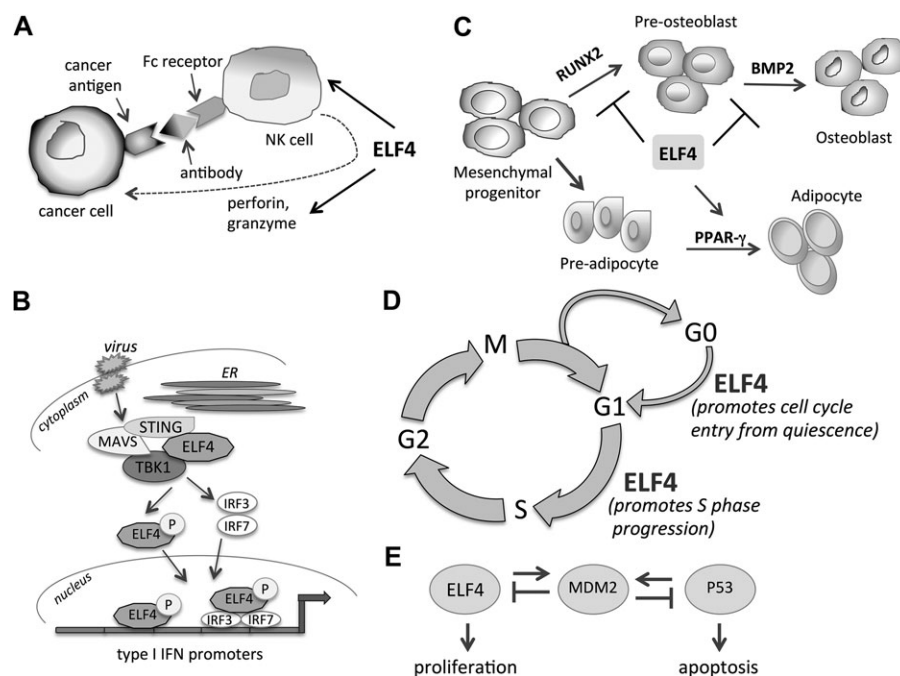 A
cancer
antigen
Fc receptor
NK cell
antibody
cancer cell
ELF4
perforin,
granzyme
B
virus
cytoplasm
ER
STING
MAVS
ELF4
TBK1
ELF4
P
IRF3
IRF7
nucleus
ELF4
P
ELF4
P
IRF3
IRF7
type I IFN promoters
C
Pre-osteoblast
RUNX2
BMP2
Osteoblast
Mesenchymal
progenitor
ELF4
Adipocyte
PPAR-γ
Pre-adipocyte
D
M
G0
G1
G2
S
ELF4
(promotes cell cycle
entry from quiescence)
ELF4
(promotes S phase
progression)
E
ELF4
MDM2
P53
proliferation
apoptosis